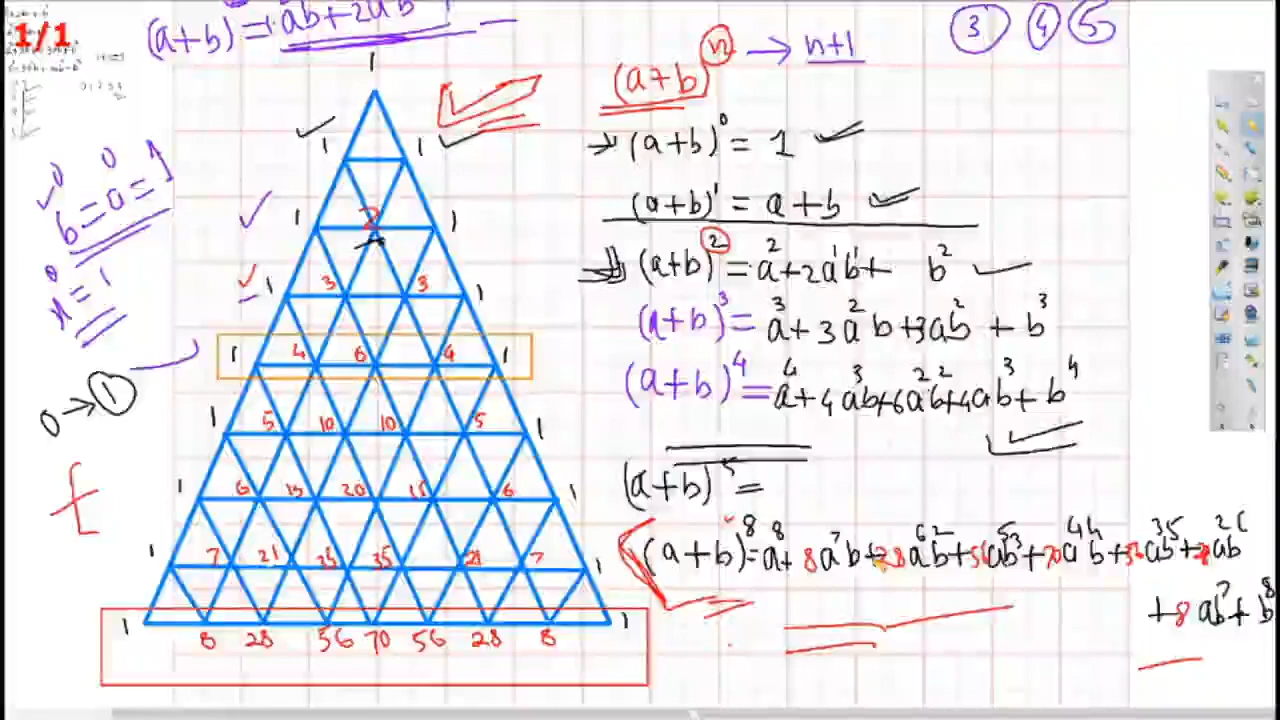 1/1
(a+b) = + ab + 2ab
3 4 5
(a+b)ⁿ → n+1
1
1 1
1 2 1
1 3 3 1
1 4 6 4 1
1 5 10 10 5 1
1 6 15 20 15 6 1
1 7 21 35 35 21 7 1
1 8 28 56 70 56 28 8 1
b⁰ = a⁰ = 1
x⁰ = 1
0 → 1
→ (a+b)⁰ = 1
(a+b)¹ = a+b
(a+b)² = a² + 2a¹b¹ + b²
(a+b)³ = a³ + 3a²b + 3ab² + b³
(a+b)⁴ = a⁴ + 4a³b + 6a²b² + 4ab³ + b⁴
(a+b)⁵ =
(a+b)⁸ = a⁸ + 8a⁷b + 28a⁶b² + 56a⁵b³ + 70a⁴b⁴ + 56a³b⁵ + 28a²b⁶
+ 8ab⁷ + b⁸